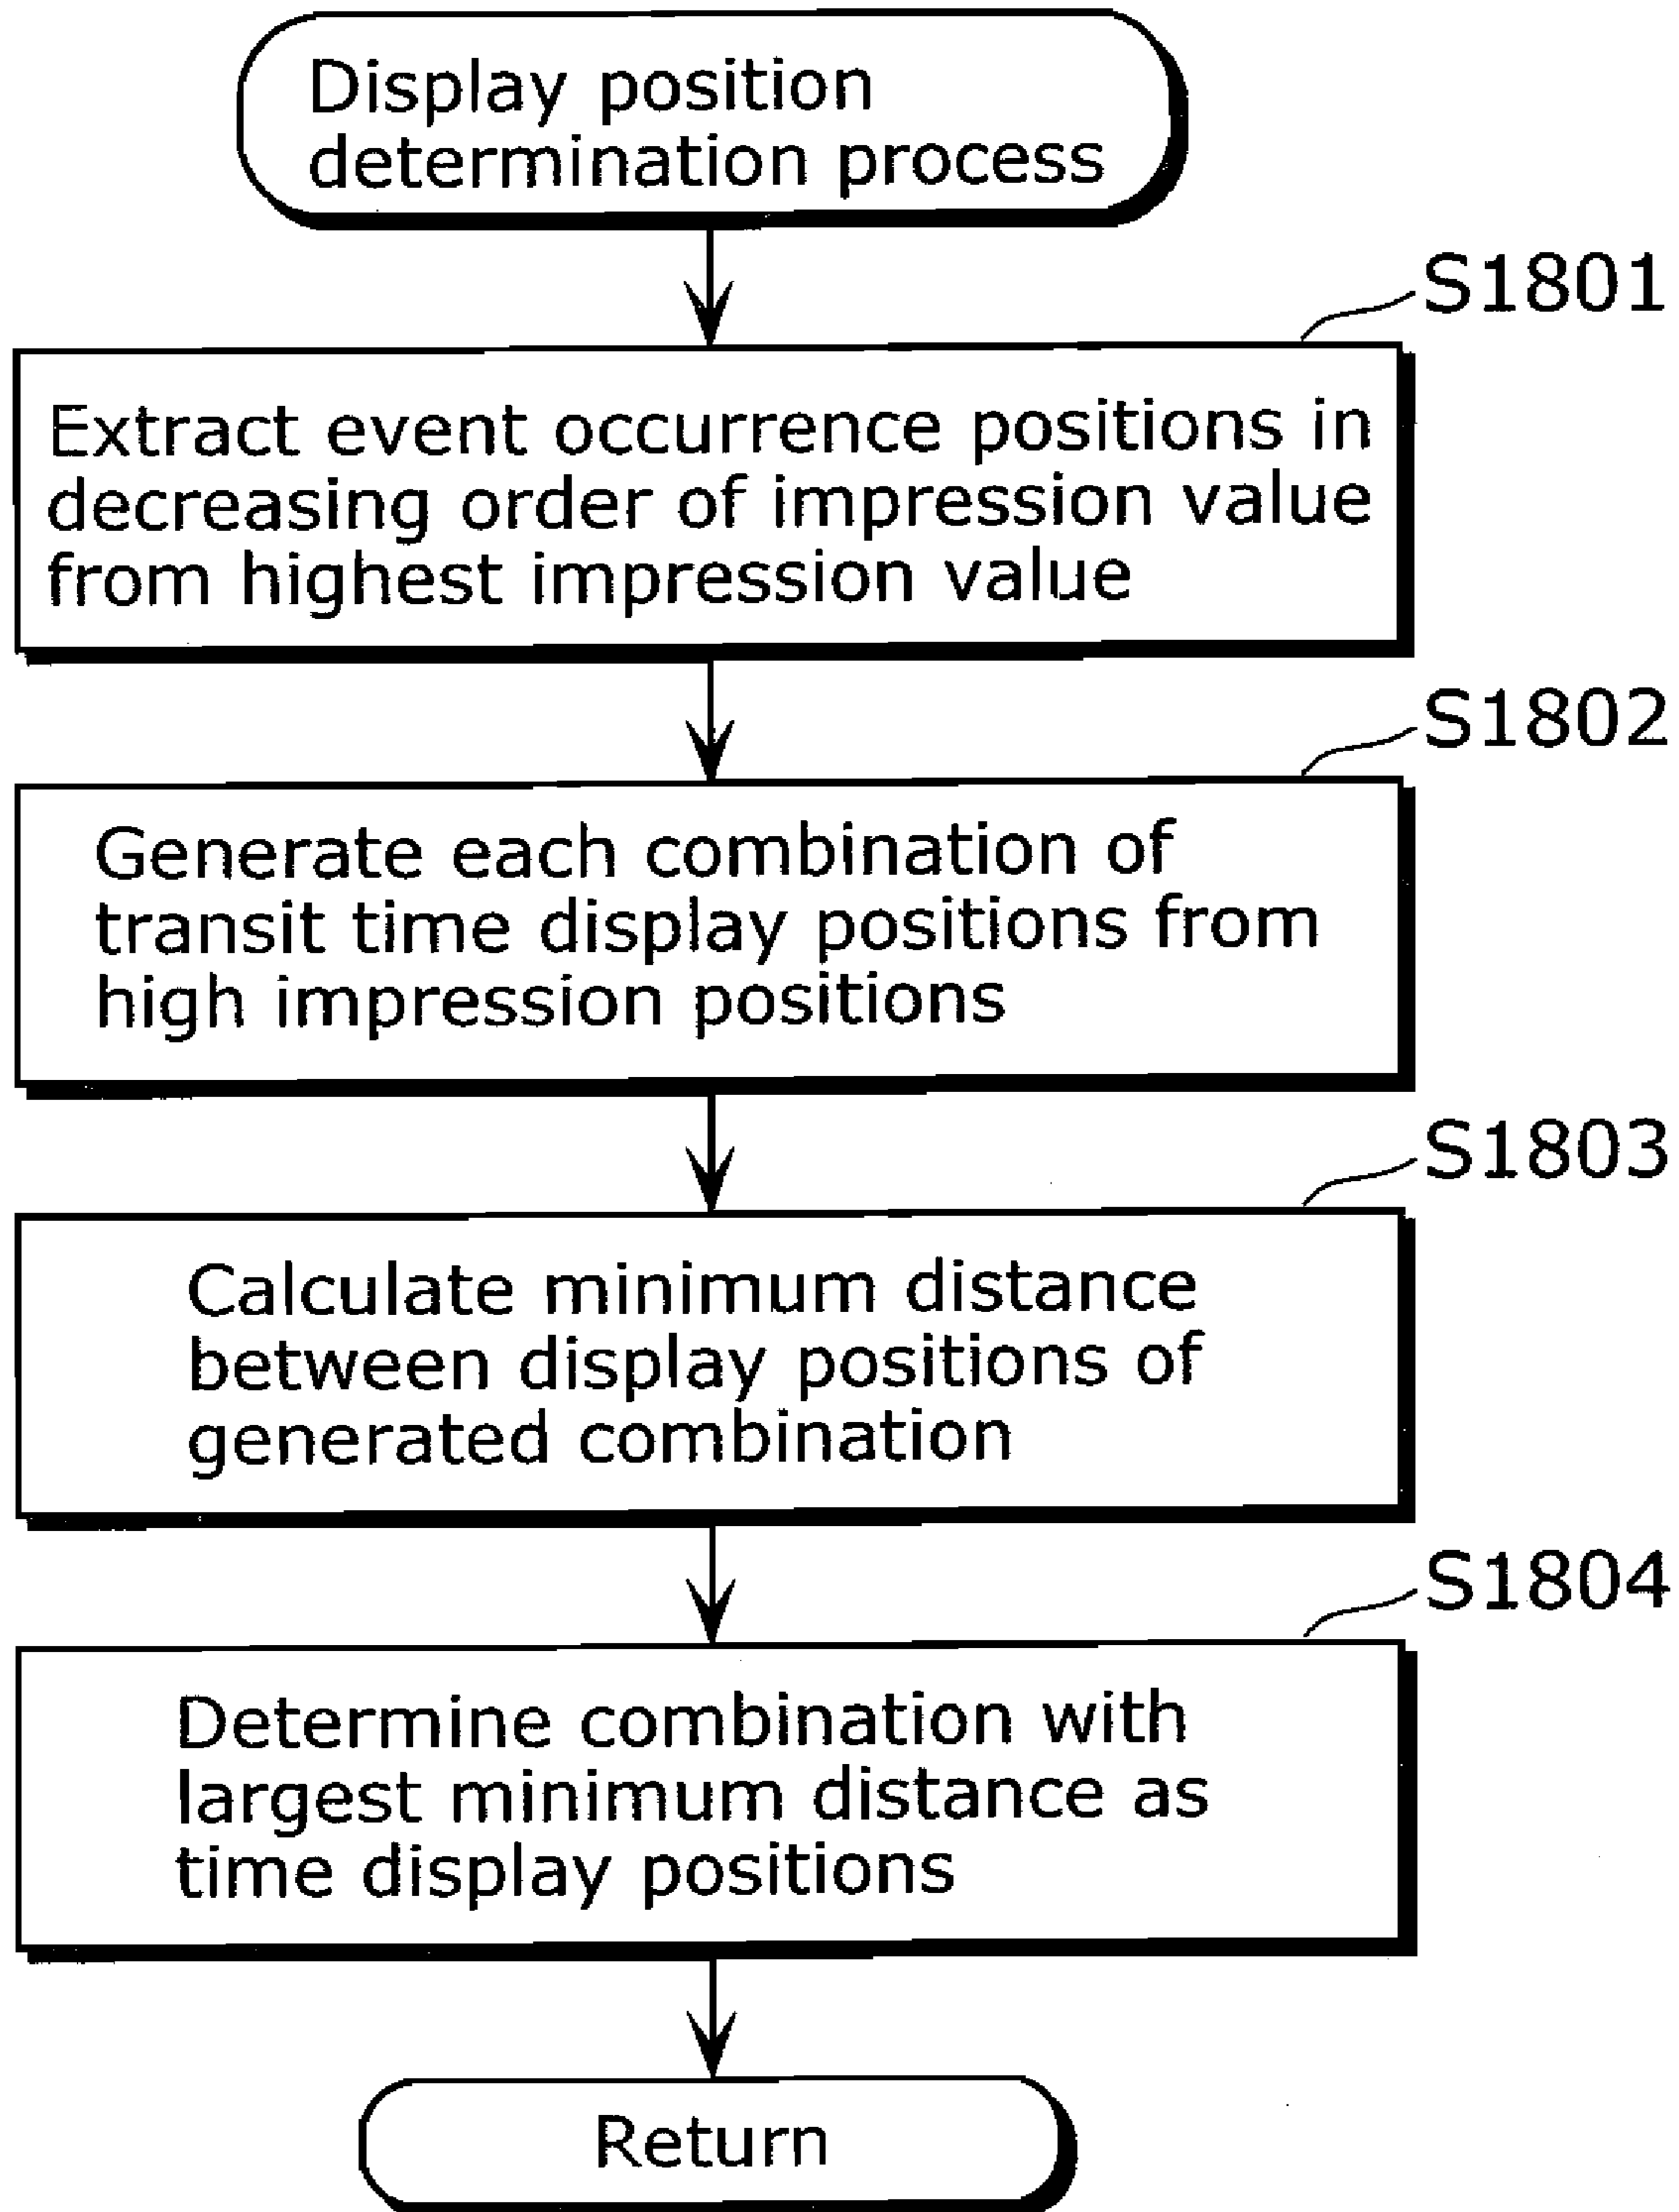 Display position
determination process
S1801
Extract event occurrence positions in
decreasing order of impression value
from highest impression value
S1802
Generate each combination of
transit time display positions from
high impression positions
S1803
Calculate minimum distance
between display positions of
generated combination
S1804
Determine combination with
largest minimum distance as
time display positions
Return